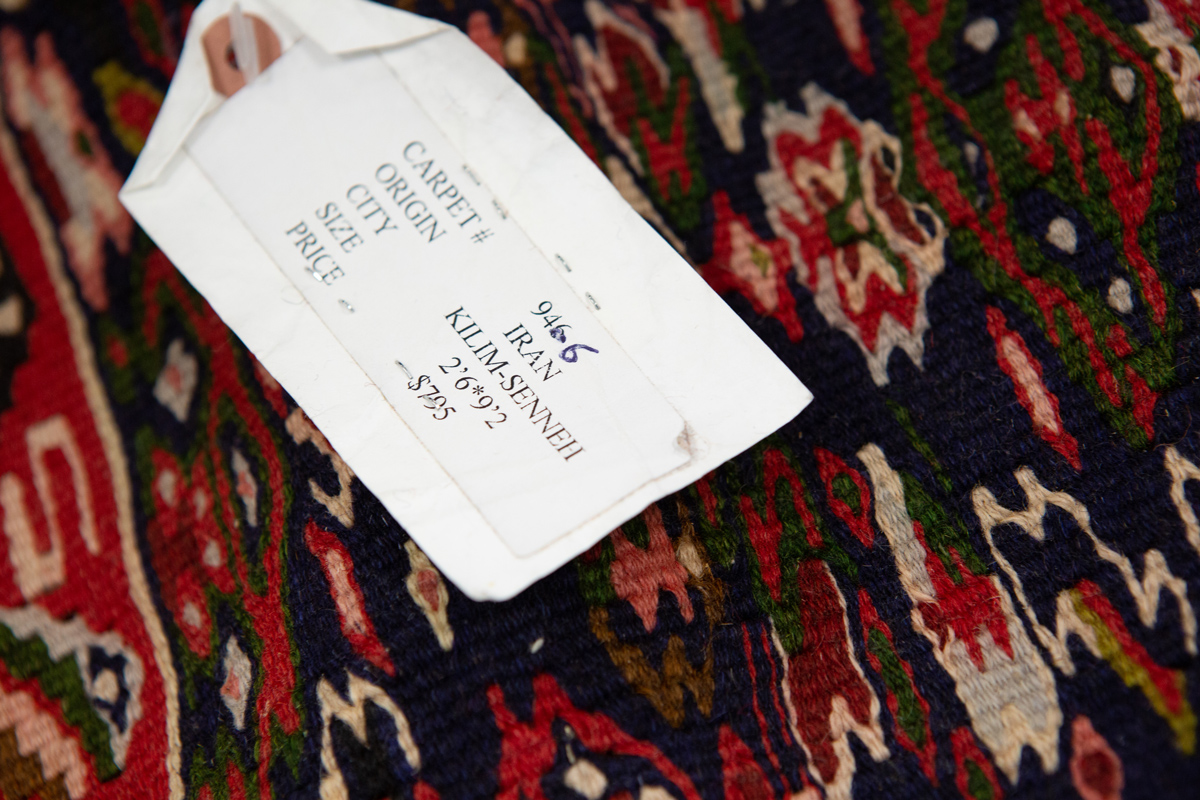 CARPET # 9466
ORIGIN IRAN
CITY KILIM-SENNEH
SIZE 2'6*9'2
PRICE $795